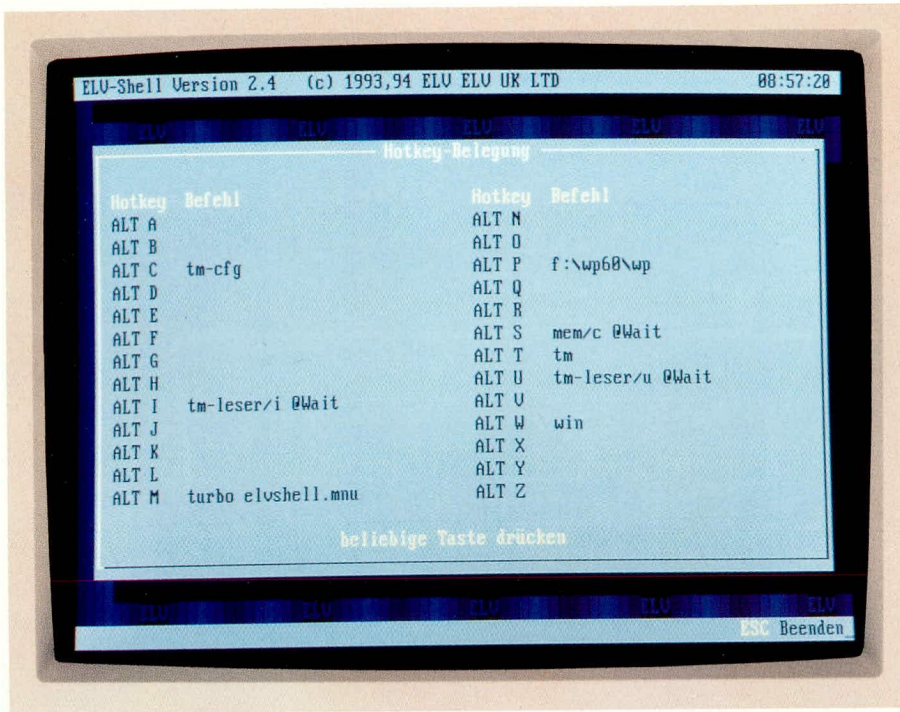 ELV-Shell Version 2.4 (c) 1993,94 ELV ELV UK LTD 08:57:20
ELV ELV ELV ELV ELV
Hotkey-Belegung
Hotkey Befehl Hotkey Befehl
ALT A ALT N
ALT B ALT O
ALT C tm-cfg ALT P f:\wp60\wp
ALT D ALT Q
ALT E ALT R
ALT F ALT S mem/c @Wait
ALT G ALT T tm
ALT H ALT U tm-leser/u @Wait
ALT I tm-leser/i @Wait ALT V
ALT J ALT W win
ALT K ALT X
ALT L ALT Y
ALT M turbo elvshell.mnu ALT Z
beliebige Taste drücken
ELV ELV ELV ELV ELV
ESC Beenden